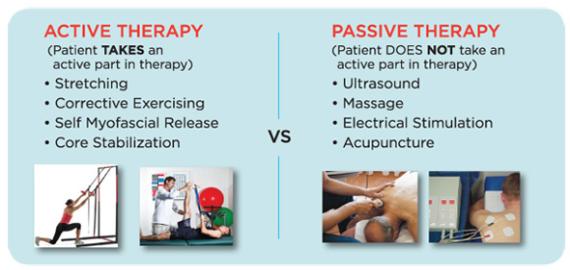 ACTIVE THERAPY
(Patient TAKES an
active part in therapy)
• Stretching
• Corrective Exercising
• Self Myofascial Release
• Core Stabilization
VS
PASSIVE THERAPY
(Patient DOES NOT take an
active part in therapy)
• Ultrasound
• Massage
• Electrical Stimulation
• Acupuncture